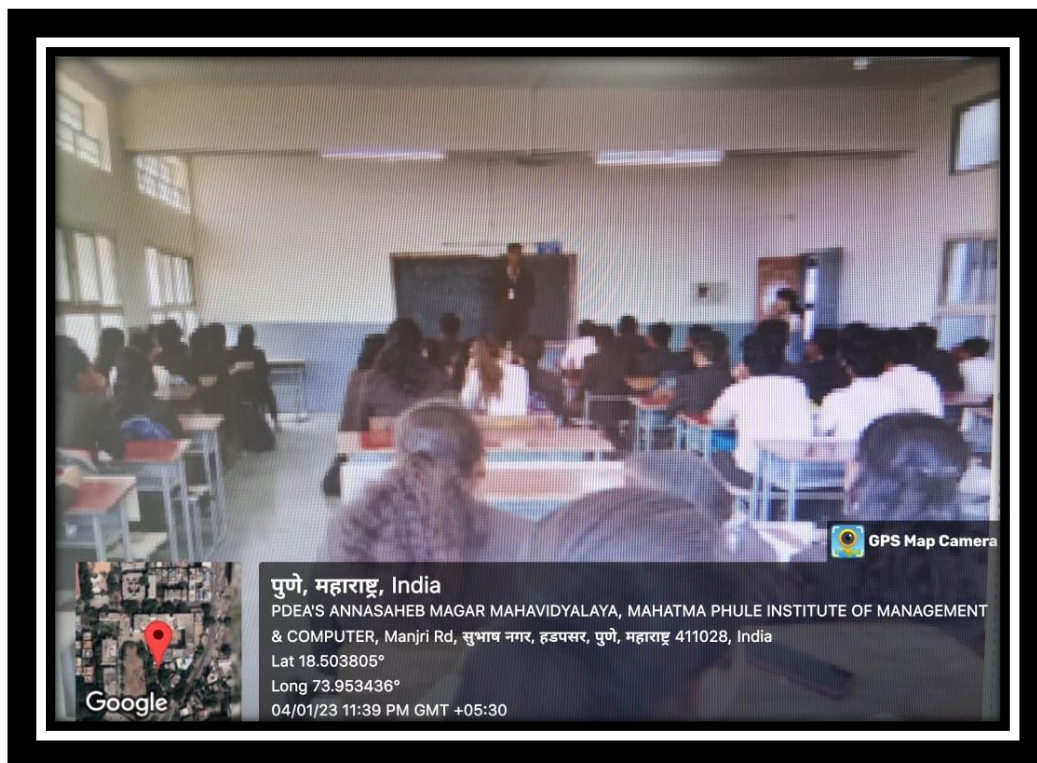 GPS Map Camera
पुणे, महाराष्ट्र, India
PDEA'S ANNASAHEB MAGAR MAHAVIDYALAYA, MAHATMA PHULE INSTITUTE OF MANAGEMENT
& COMPUTER, Manjri Rd, सुभाष नगर, हडपसर, पुणे, महाराष्ट्र 411028, India
Lat 18.503805°
Long 73.953436°
04/01/23 11:39 PM GMT +05:30
Google